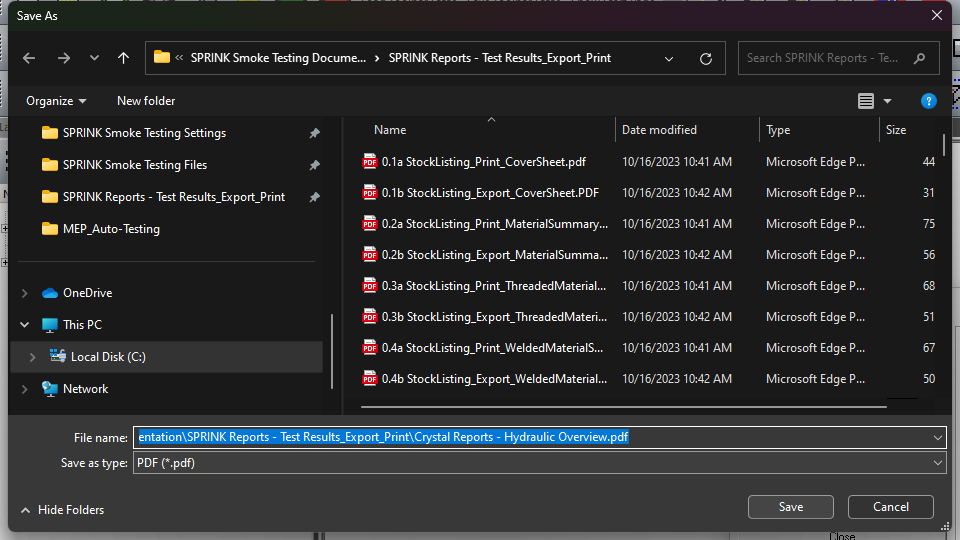 Save As
SPRINK Smoke Testing Docume... SPRINK Reports - Test Results_Export_Print
Search SPRINK Reports - Te...
Organize New folder
SPRINK Smoke Testing Settings
SPRINK Smoke Testing Files
SPRINK Reports - Test Results_Export_Print
MEP_Auto-Testing
OneDrive
This PC
Local Disk (C:)
Network
Name Date modified Type Size
PDF 0.1a StockListing_Print_CoverSheet.pdf 10/16/2023 10:41 AM Microsoft Edge P... 44
PDF 0.1b StockListing_Export_CoverSheet.PDF 10/16/2023 10:42 AM Microsoft Edge P... 31
PDF 0.2a StockListing_Print_MaterialSummary... 10/16/2023 10:41 AM Microsoft Edge P... 75
PDF 0.2b StockListing_Export_MaterialSumma... 10/16/2023 10:42 AM Microsoft Edge P... 56
PDF 0.3a StockListing_Print_ThreadedMaterial... 10/16/2023 10:41 AM Microsoft Edge P... 68
PDF 0.3b StockListing_Export_ThreadedMateri... 10/16/2023 10:42 AM Microsoft Edge P... 51
PDF 0.4a StockListing_Print_WeldedMaterialS... 10/16/2023 10:41 AM Microsoft Edge P... 67
PDF 0.4b StockListing_Export_WeldedMaterial... 10/16/2023 10:42 AM Microsoft Edge P... 50
File name: entation\SPRINK Reports - Test Results_Export_Print\Crystal Reports - Hydraulic Overview.pdf
Save as type: PDF (*.pdf)
Hide Folders
Save Cancel
Close